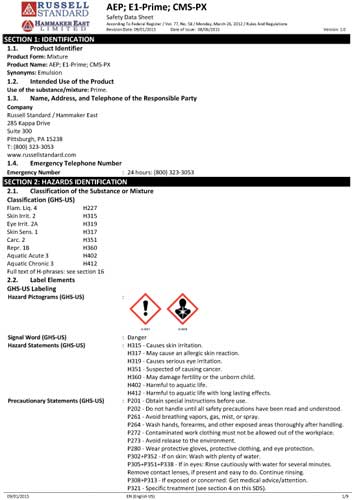 RUSSELL
STANDARD
HAMMAKER EAST
LIMITED
AEP; E1-Prime; CMS-PX
Safety Data Sheet
According To Federal Register / Vol. 77, No. 58 / Monday, March 26, 2012 / Rules And Regulations
Revision Date: 09/01/2015 Date of issue: 08/06/2015 Version: 1.0
SECTION 1: IDENTIFICATION
1.1. Product Identifier
Product Form: Mixture
Product Name: AEP; E1-Prime; CMS-PX
Synonyms: Emulsion
1.2. Intended Use of the Product
Use of the substance/mixture: Prime.
1.3. Name, Address, and Telephone of the Responsible Party
Company
Russell Standard / Hammaker East
285 Kappa Drive
Suite 300
Pittsburgh, PA 15238
T: (800) 323-3053
www.russellstandard.com
1.4. Emergency Telephone Number
Emergency Number : 24 hours: (800) 323-3053
SECTION 2: HAZARDS IDENTIFICATION
2.1. Classification of the Substance or Mixture
Classification (GHS-US)
Flam. Liq. 4 H227
Skin Irrit. 2 H315
Eye Irrit. 2A H319
Skin Sens. 1 H317
Carc. 2 H351
Repr. 1B H360
Aquatic Acute 3 H402
Aquatic Chronic 3 H412
Full text of H-phrases: see section 16
2.2. Label Elements
GHS-US Labeling
Hazard Pictograms (GHS-US) :
Signal Word (GHS-US) : Danger
Hazard Statements (GHS-US) : H315 - Causes skin irritation.
H317 - May cause an allergic skin reaction.
H319 - Causes serious eye irritation.
H351 - Suspected of causing cancer.
H360 - May damage fertility or the unborn child.
H402 - Harmful to aquatic life.
H412 - Harmful to aquatic life with long lasting effects.
Precautionary Statements (GHS-US) : P201 - Obtain special instructions before use.
P202 - Do not handle until all safety precautions have been read and understood.
P261 - Avoid breathing vapors, gas, mist, or spray.
P264 - Wash hands, forearms, and other exposed areas thoroughly after handling.
P272 - Contaminated work clothing must not be allowed out of the workplace.
P273 - Avoid release to the environment.
P280 - Wear protective gloves, protective clothing, and eye protection.
P302+P352 - If on skin: Wash with plenty of water.
P305+P351+P338 - If in eyes: Rinse cautiously with water for several minutes.
Remove contact lenses, if present and easy to do. Continue rinsing.
P308+P313 - If exposed or concerned: Get medical advice/attention.
P321 - Specific treatment (see section 4 on this SDS).
09/01/2015 EN (English US) 1/9